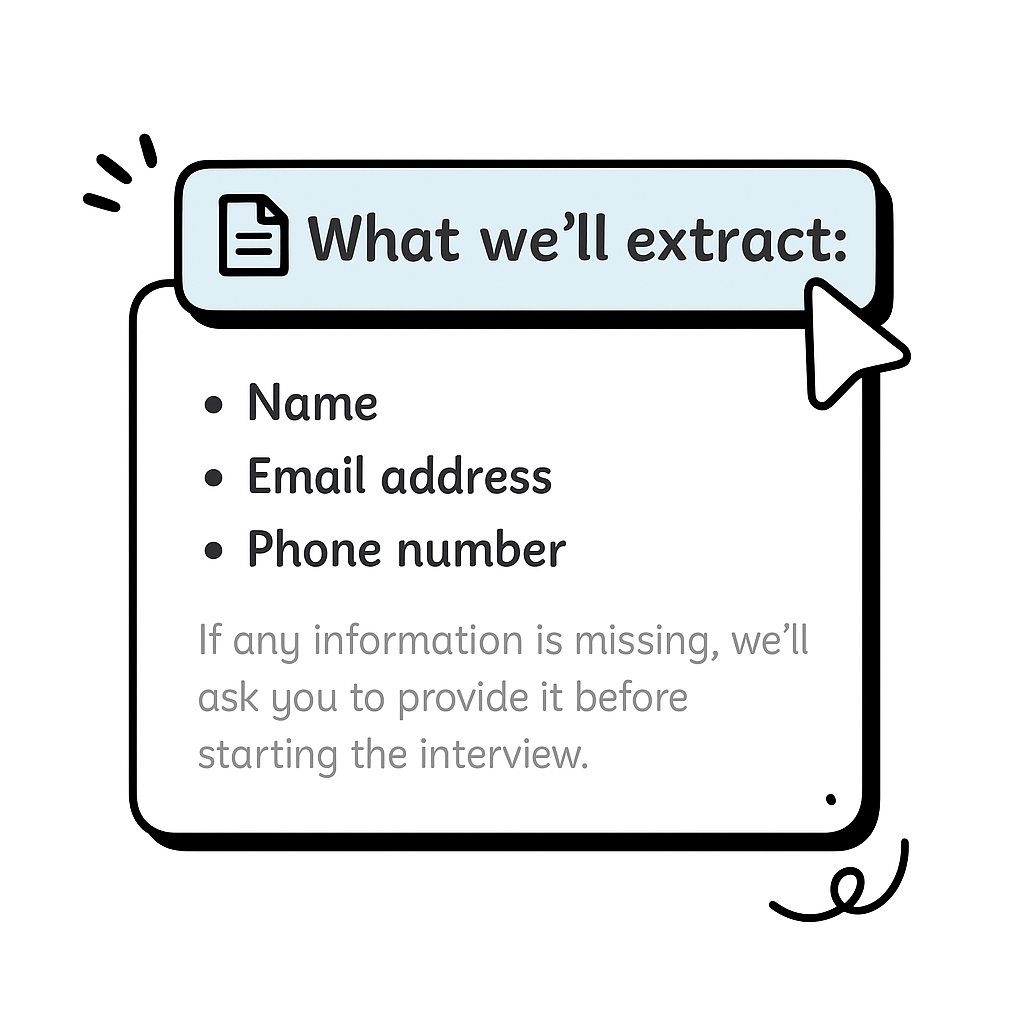 What we’ll extract:
• Name
• Email address
• Phone number
If any information is missing, we’ll
ask you to provide it before
starting the interview.